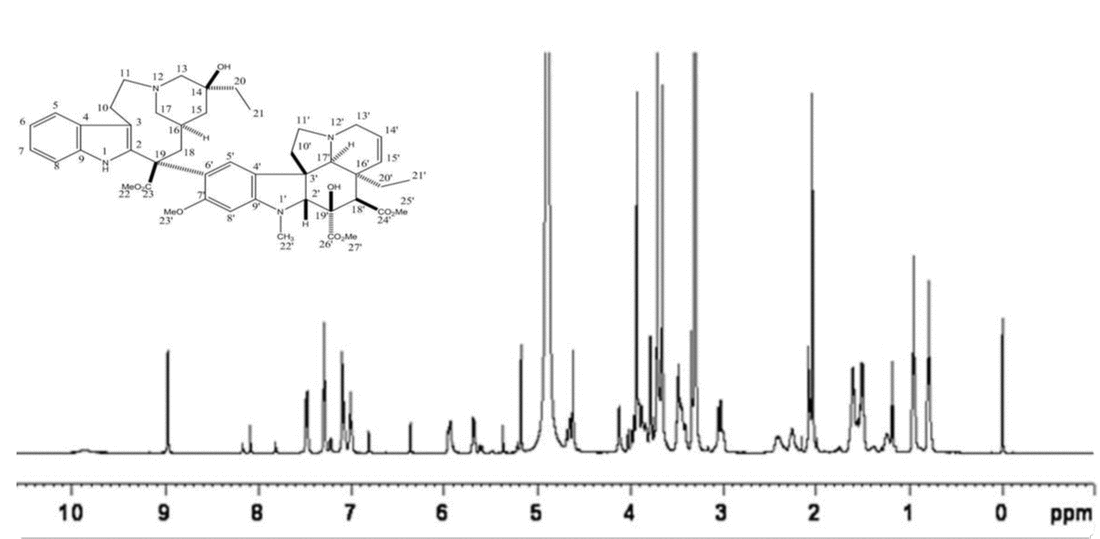 OH
11 12 13
N 14 20
5 10 17 15 21
6 4 3 16 H
7 9 2 18
8 N 1 19
H
MeO₂C
22 23
11' 12' 13'
N 14'
10' H
5' 4' 17' 16' 15'
6' 3' 20' 21'
OH
7' 1' 2' 18' 25'
MeO 9' N 19' CO₂Me
23' 8' H 24'
CH₃ CO₂Me
22' 26' 27'
10 9 8 7 6 5 4 3 2 1 0 ppm